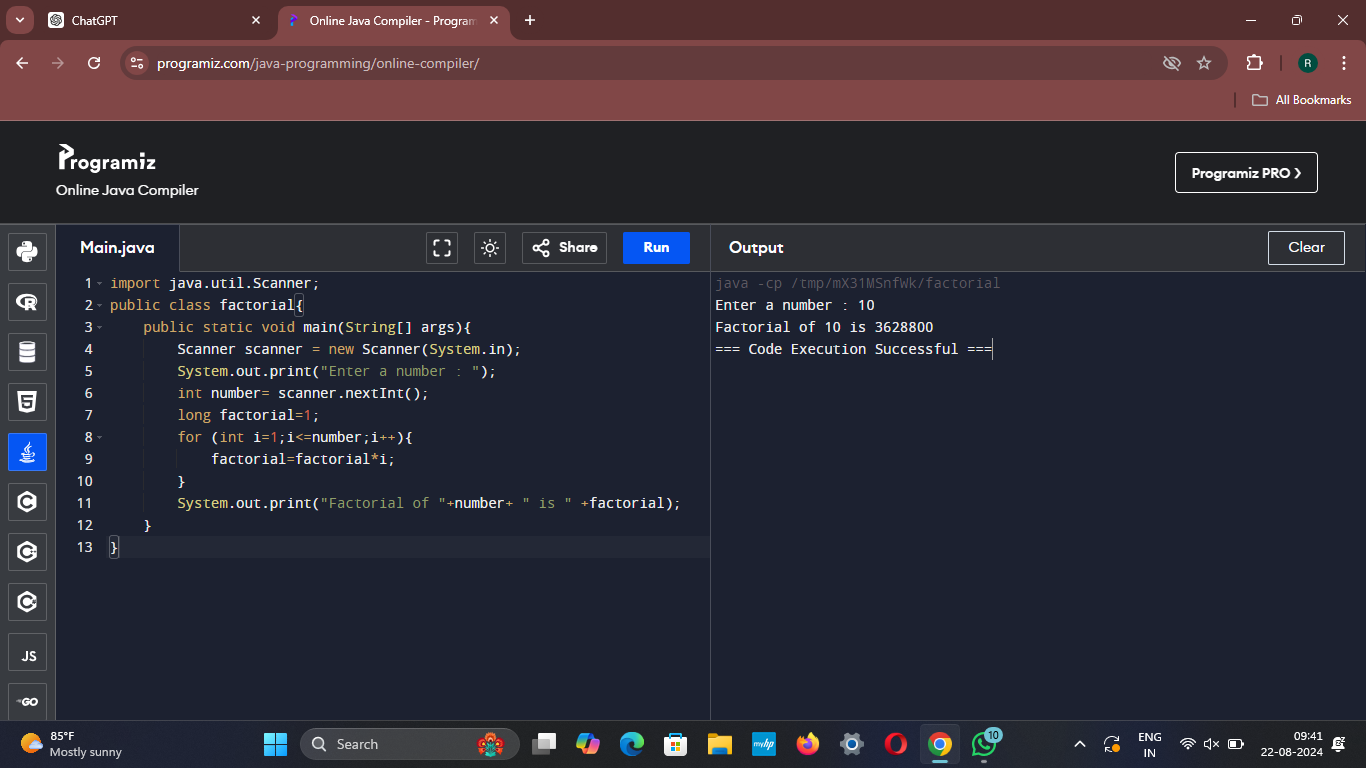 ChatGPT
Online Java Compiler - Program
programiz.com/java-programming/online-compiler/
R
All Bookmarks
Programiz
Online Java Compiler
Programiz PRO
Main.java
Share
Run
Output
Clear
1 import java.util.Scanner;
2 public class factorial{
3 public static void main(String[] args){
4 Scanner scanner = new Scanner(System.in);
5 System.out.print("Enter a number : ");
6 int number= scanner.nextInt();
7 long factorial=1;
8 for (int i=1;i<=number;i++){
9 factorial=factorial*i;
10 }
11 System.out.print("Factorial of "+number+ " is " +factorial);
12 }
13 }
java -cp /tmp/mX31MSnfWk/factorial
Enter a number : 10
Factorial of 10 is 3628800
=== Code Execution Successful ===
R
5
C
C
C
JS
GO
85°F
Mostly sunny
Search
myhp
10
ENG
IN
09:41
22-08-2024